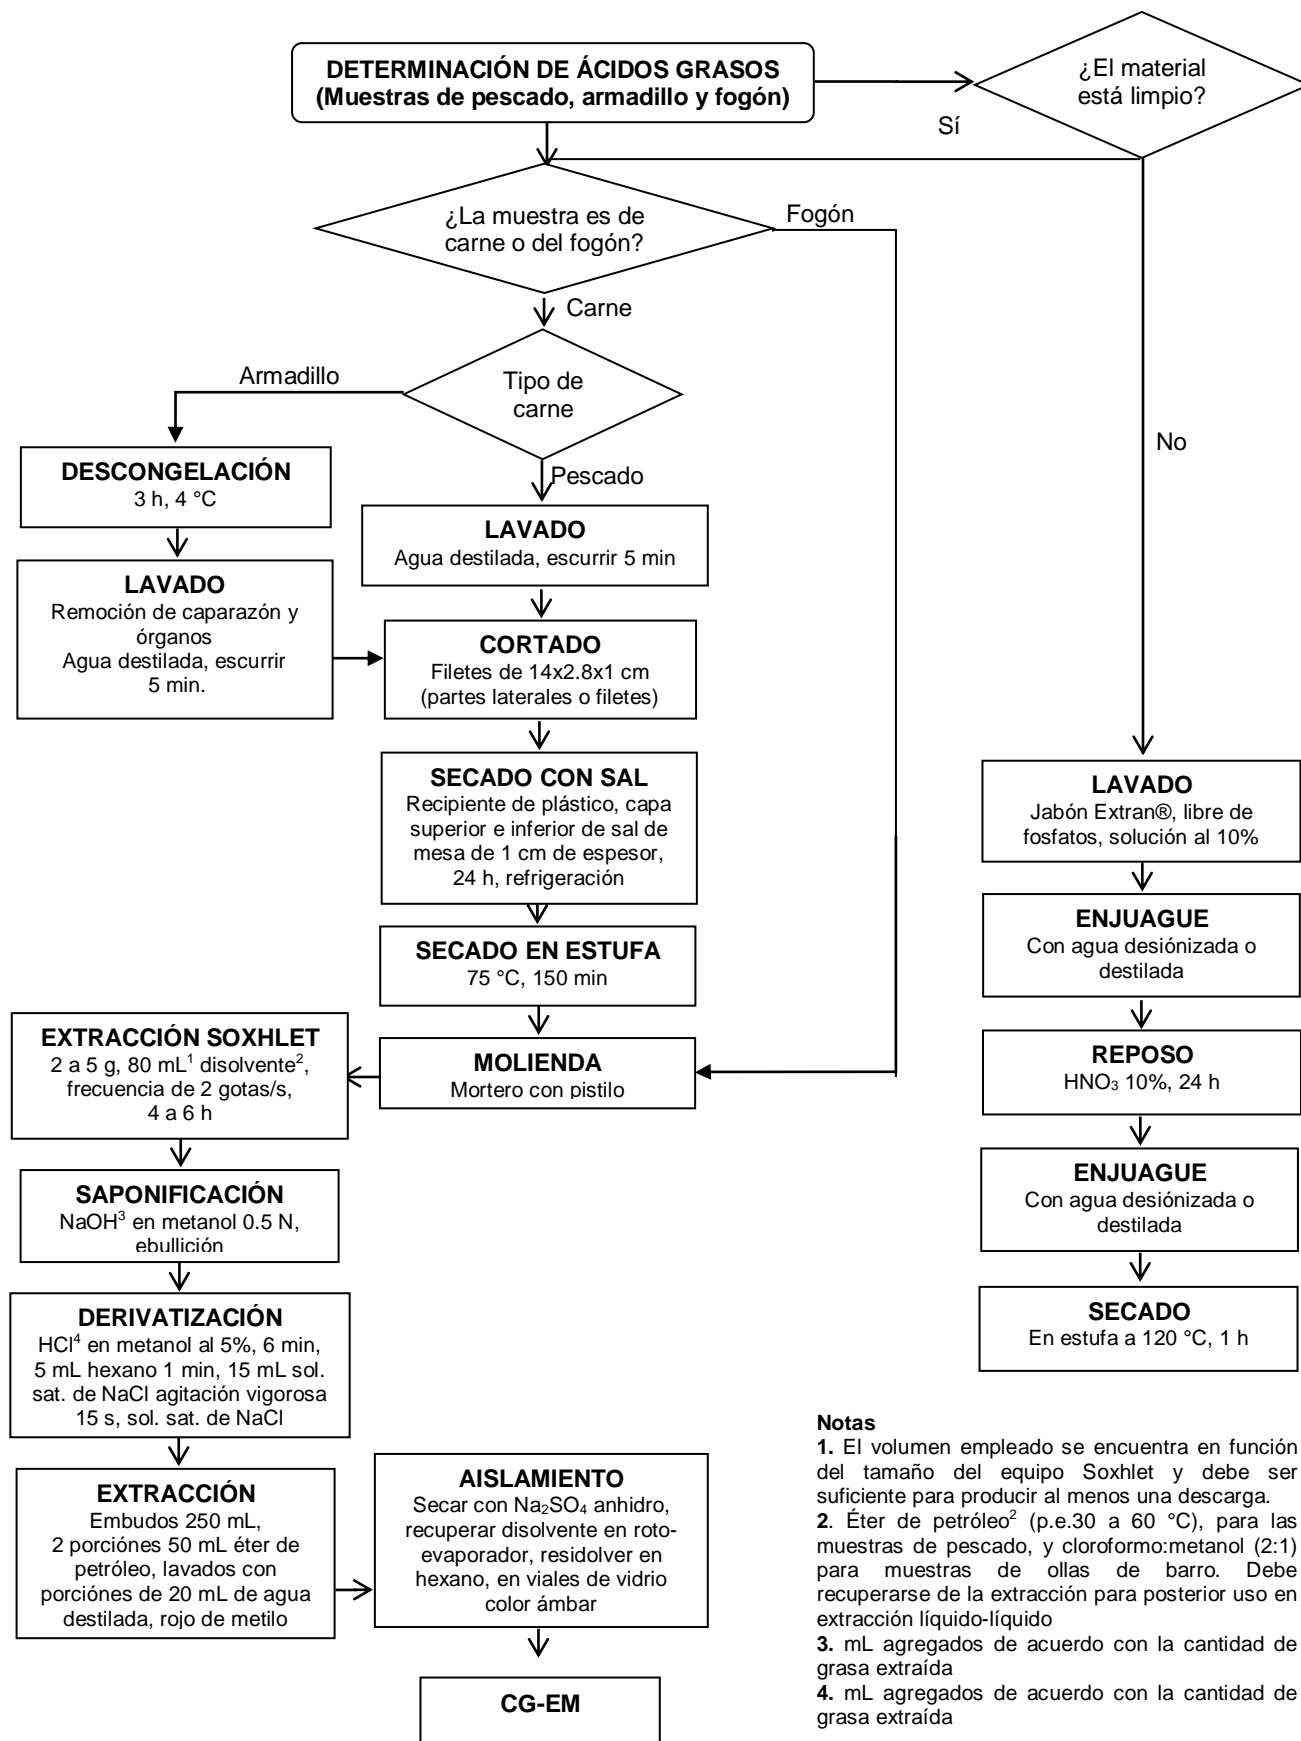 DETERMINACIÓN DE ÁCIDOS GRASOS
(Muestras de pescado, armadillo y fogón)
¿El material
está limpio?
Sí
¿La muestra es de
carne o del fogón?
Fogón
Carne
Armadillo
Tipo de
carne
No
DESCONGELACIÓN
3 h, 4 °C
Pescado
LAVADO
Agua destilada, escurrir 5 min
LAVADO
Remoción de caparazón y
órganos
Agua destilada, escurrir
5 min.
CORTADO
Filetes de 14x2.8x1 cm
(partes laterales o filetes)
SECADO CON SAL
Recipiente de plástico, capa
superior e inferior de sal de
mesa de 1 cm de espesor,
24 h, refrigeración
SECADO EN ESTUFA
75 °C, 150 min
MOLIENDA
Mortero con pistilo
EXTRACCIÓN SOXHLET
2 a 5 g, 80 mL¹ disolvente²,
frecuencia de 2 gotas/s,
4 a 6 h
SAPONIFICACIÓN
NaOH³ en metanol 0.5 N,
ebullición
DERIVATIZACIÓN
HCl⁴ en metanol al 5%, 6 min,
5 mL hexano 1 min, 15 mL sol.
sat. de NaCl agitación vigorosa
15 s, sol. sat. de NaCl
EXTRACCIÓN
Embudos 250 mL,
2 porciónes 50 mL éter de
petróleo, lavados con
porciónes de 20 mL de agua
destilada, rojo de metilo
AISLAMIENTO
Secar con Na₂SO₄ anhidro,
recuperar disolvente en roto-
evaporador, residolver en
hexano, en viales de vidrio
color ámbar
CG-EM
LAVADO
Jabón Extran®, libre de
fosfatos, solución al 10%
ENJUAGUE
Con agua desiónizada o
destilada
REPOSO
HNO₃ 10%, 24 h
ENJUAGUE
Con agua desiónizada o
destilada
SECADO
En estufa a 120 °C, 1 h
Notas
1. El volumen empleado se encuentra en función
del tamaño del equipo Soxhlet y debe ser
suficiente para producir al menos una descarga.
2. Éter de petróleo² (p.e.30 a 60 °C), para las
muestras de pescado, y cloroformo:metanol (2:1)
para muestras de ollas de barro. Debe
recuperarse de la extracción para posterior uso en
extracción líquido-líquido
3. mL agregados de acuerdo con la cantidad de
grasa extraída
4. mL agregados de acuerdo con la cantidad de
grasa extraída